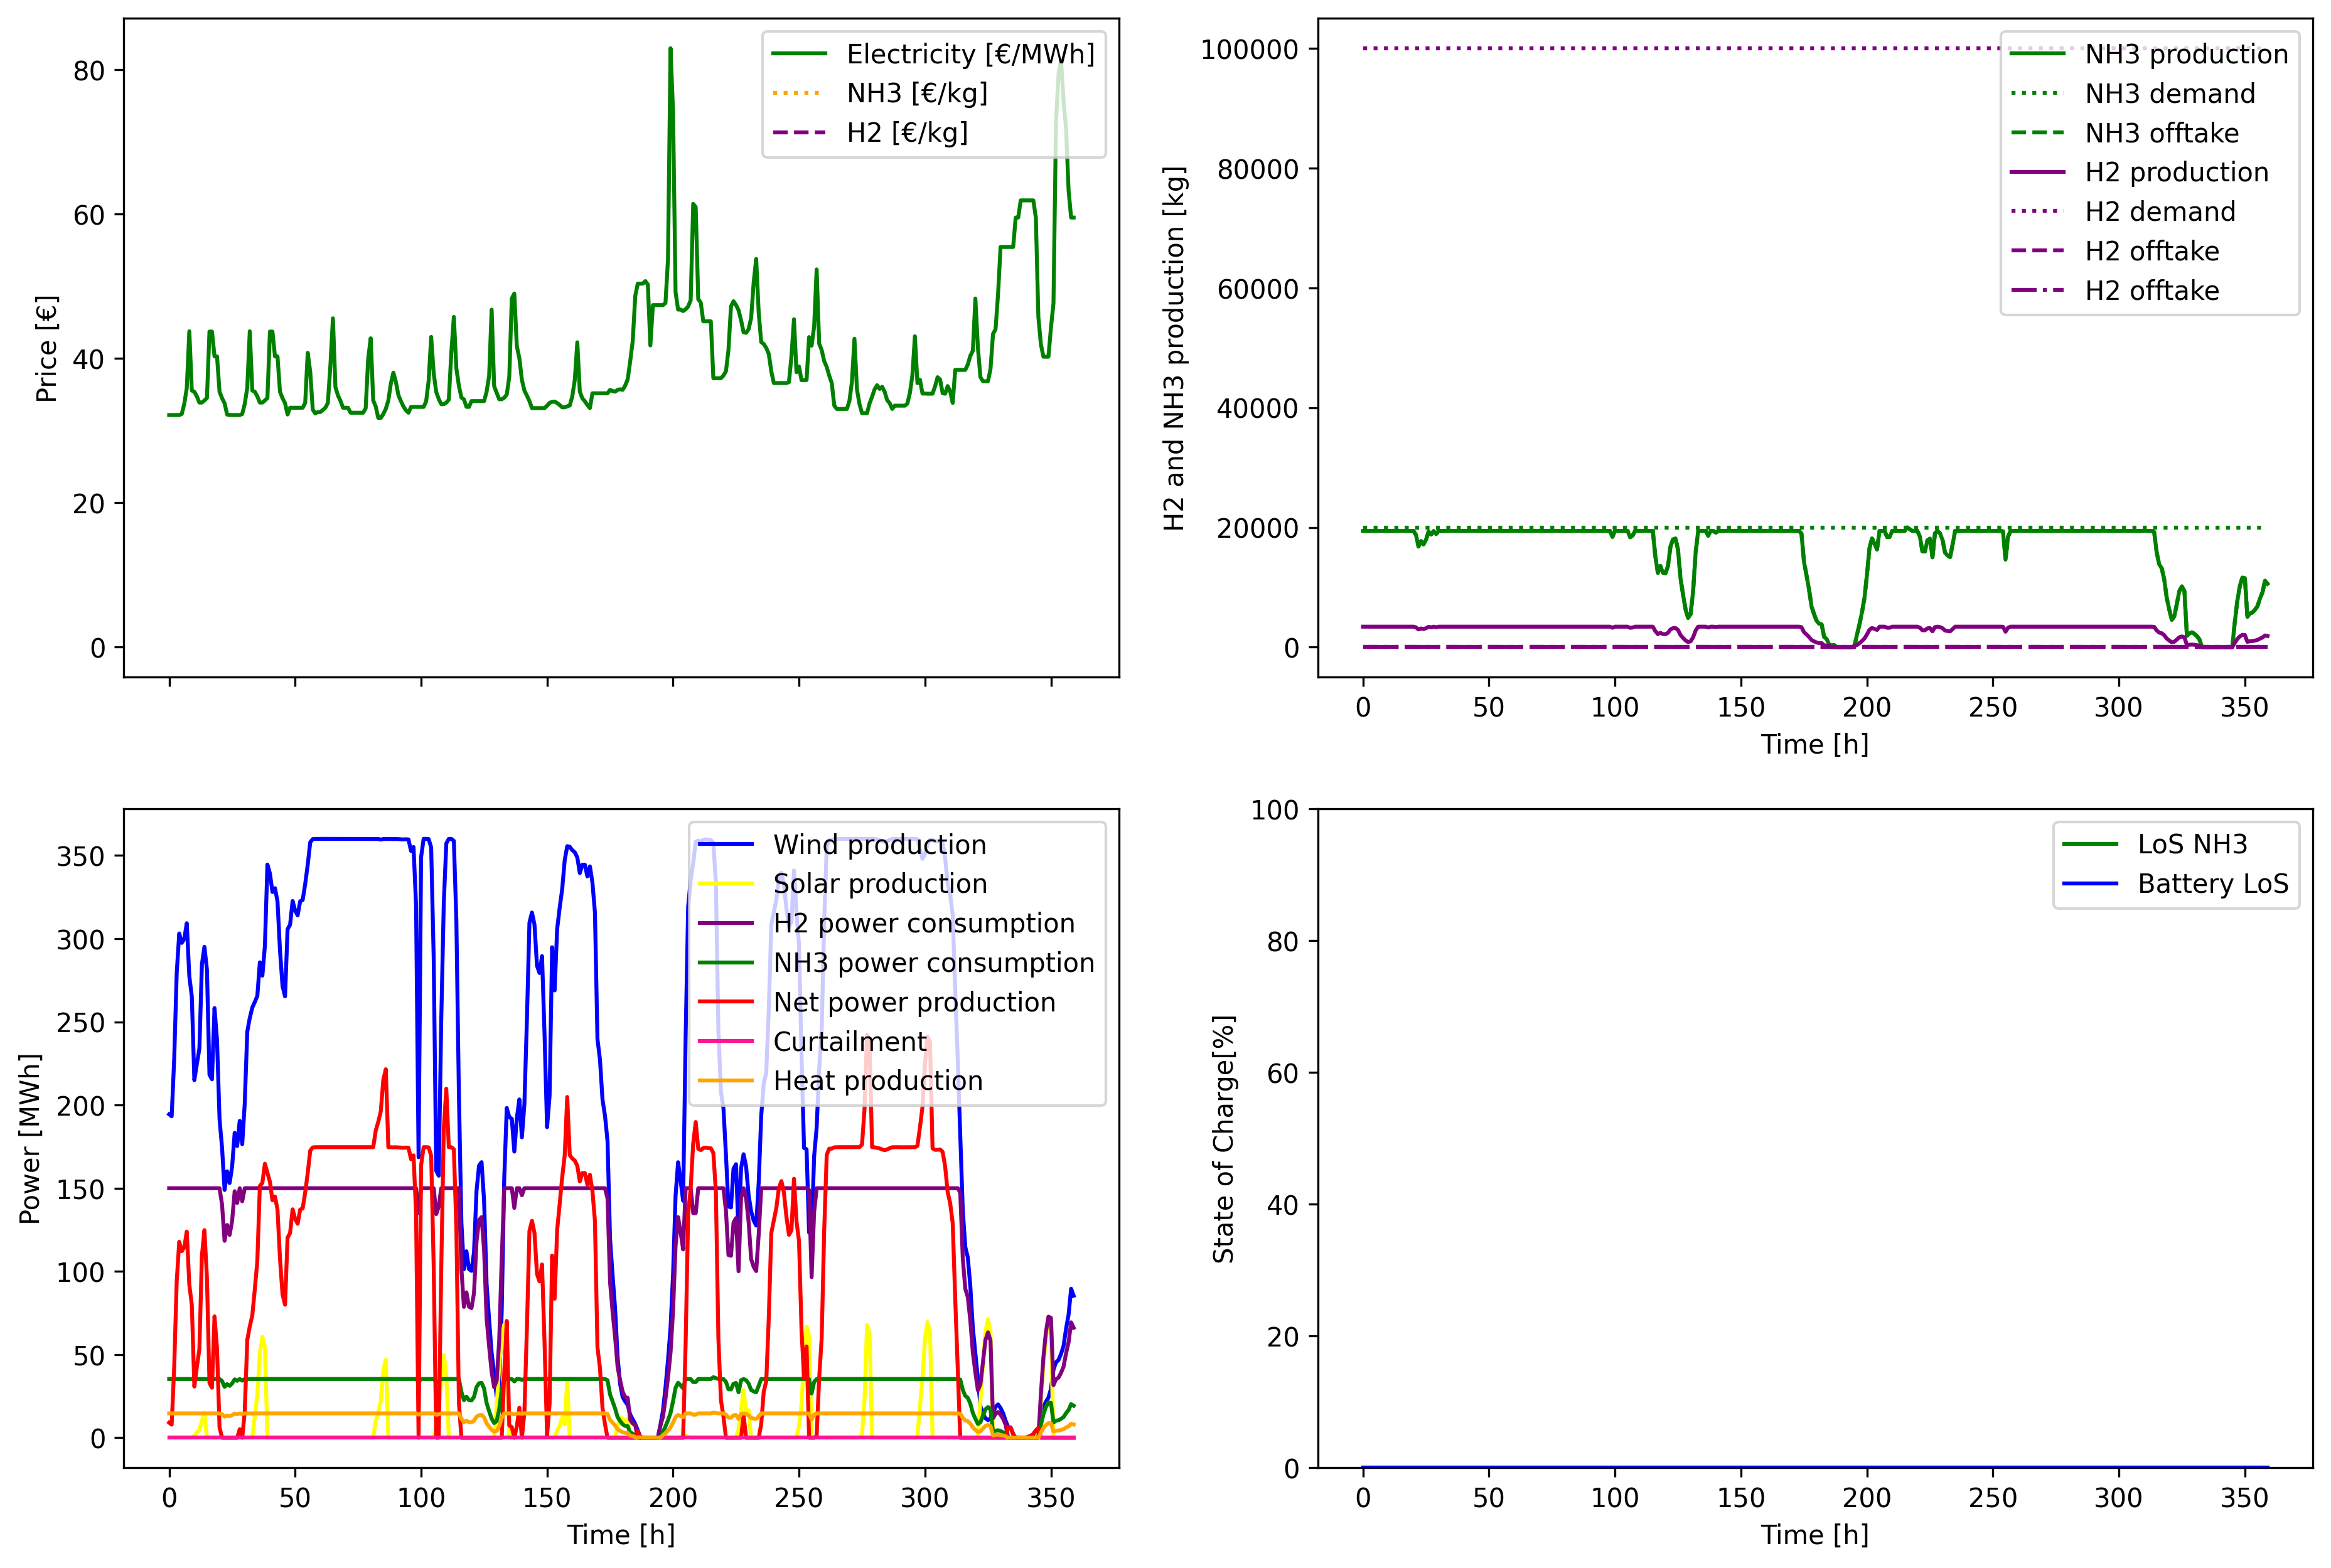 Price [€]
80
60
40
20
0
Electricity [€/MWh]
NH3 [€/kg]
H2 [€/kg]
H2 and NH3 production [kg]
100000
80000
60000
40000
20000
0
NH3 production
NH3 demand
NH3 offtake
H2 production
H2 demand
H2 offtake
H2 offtake
0 50 100 150 200 250 300 350
Time [h]
Power [MWh]
350
300
250
200
150
100
50
0
Wind production
Solar production
H2 power consumption
NH3 power consumption
Net power production
Curtailment
Heat production
0 50 100 150 200 250 300 350
Time [h]
State of Charge[%]
100
80
60
40
20
0
LoS NH3
Battery LoS
0 50 100 150 200 250 300 350
Time [h]